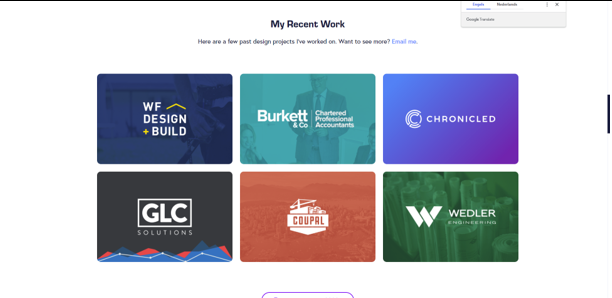 Engels Nederlands
Google Translate
My Recent Work
Here are a few past design projects I've worked on. Want to see more? Email me.
WF
DESIGN
+ BUILD
Burkett
& Co
Chartered
Professional
Accountants
CHRONICLED
GLC
SOLUTIONS
COUPAL
WEDLER
ENGINEERING